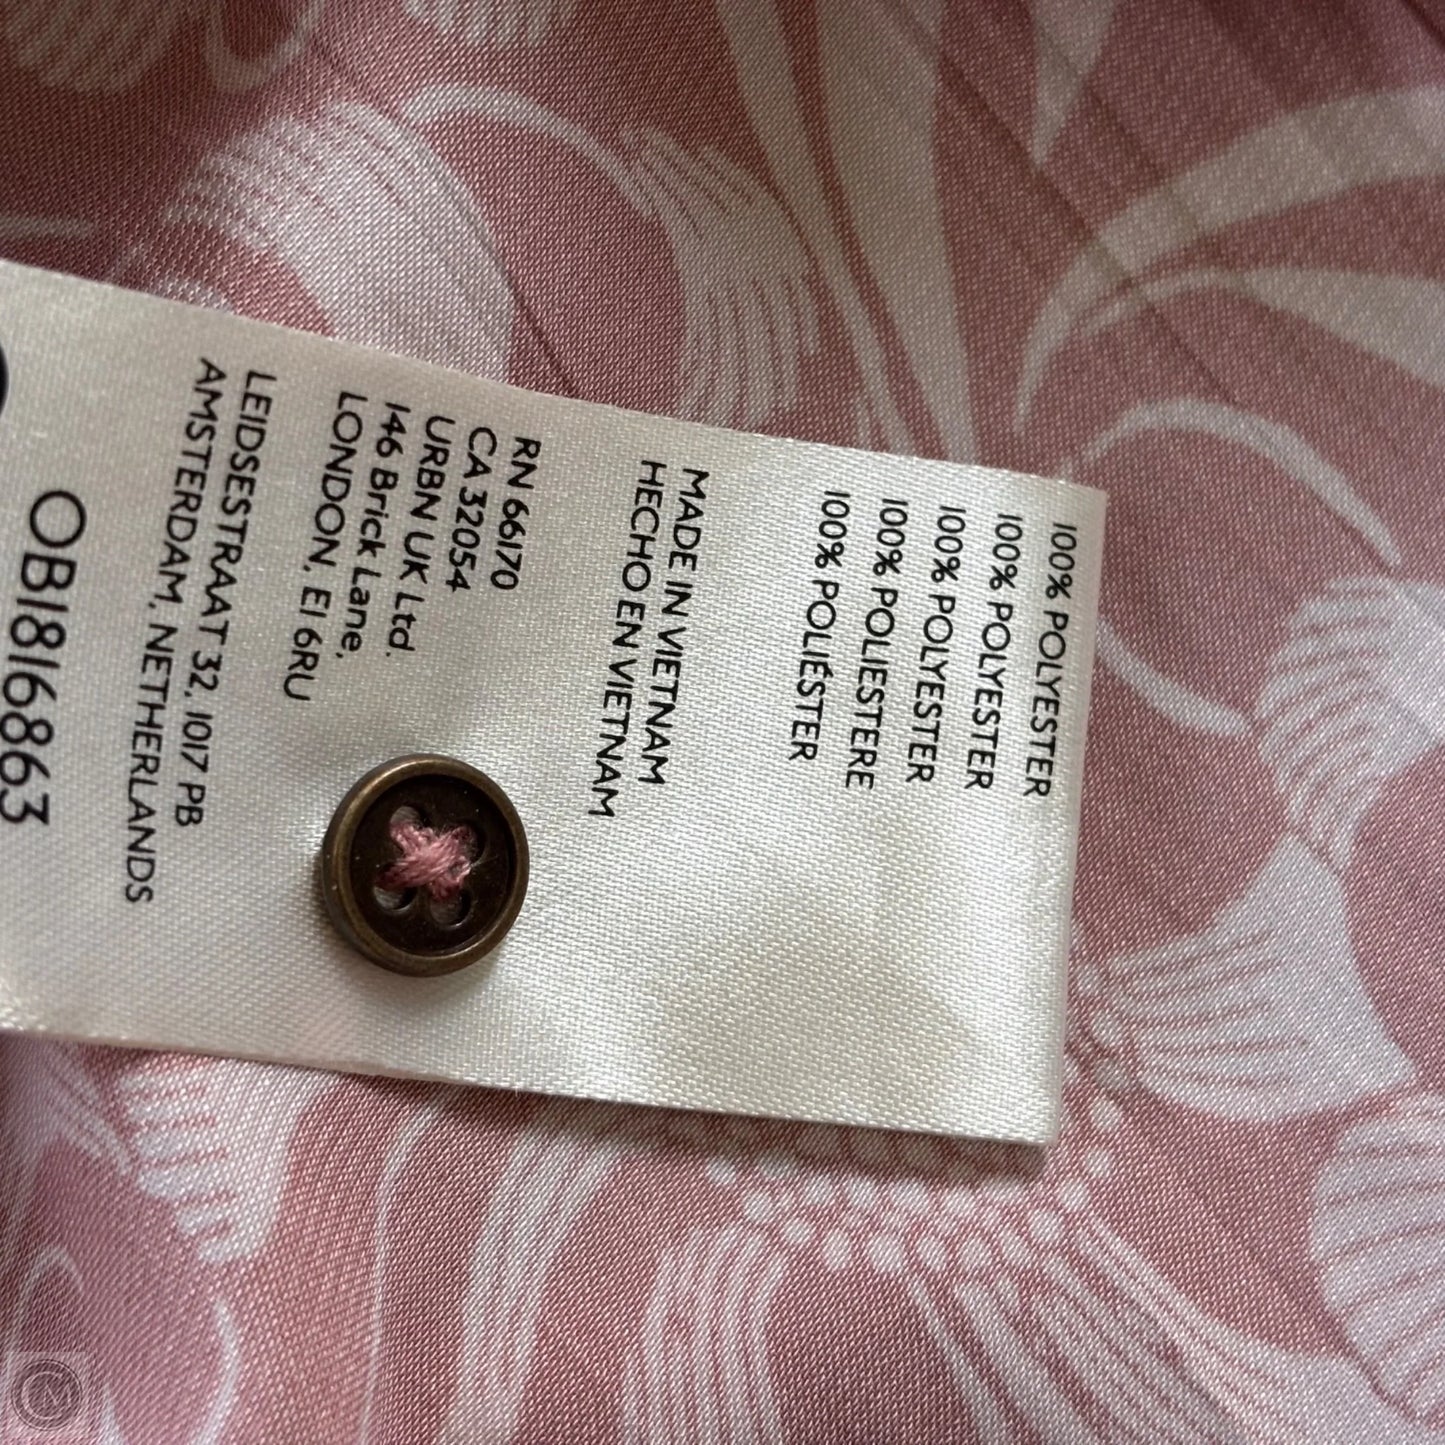 100% POLYESTER
100% POLYESTER
100% POLYESTER
100% POLIESTERE
100% POLIÉSTER
MADE IN VIETNAM
HECHO EN VIETNAM
RN 66170
CA 32054
URBN UK Ltd.
146 Brick Lane,
LONDON, E1 6RU
LEIDSESTRAAT 32, 1017 PB
AMSTERDAM, NETHERLANDS
OB1816863